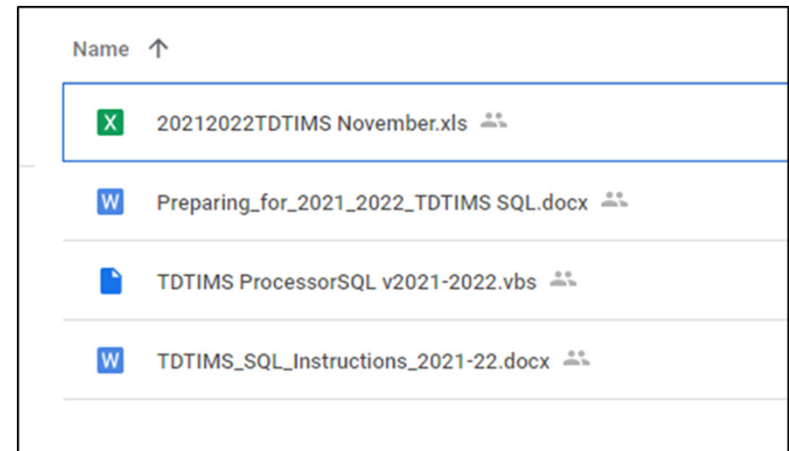 Name
20212022TDTIMS November.xls
Preparing_for_2021_2022_TDTIMS SQL.docx
TDTIMS ProcessorSQL v2021-2022.vbs
TDTIMS_SQL_Instructions_2021-22.docx